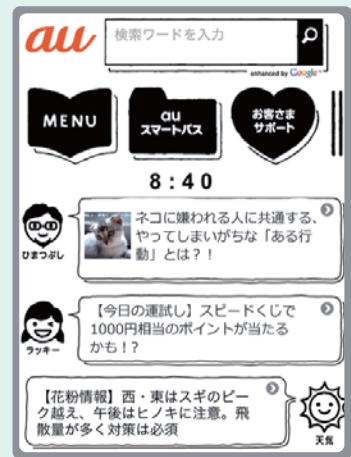 au
検索ワードを入力
enhanced by Google
MENU
au
スマートパス
お客さま
サポート
8:40
ネコに嫌われる人に共通する、
やってしまいがちな「ある行
動」とは?!
ひまつぶし
【今日の運試し】スピードくじで
1000円相当のポイントが当たる
かも!?
ラッキー
【花粉情報】西・東はスギのピー
ク越え、午後はヒノキに注意。飛
散量が多く対策は必須
天気